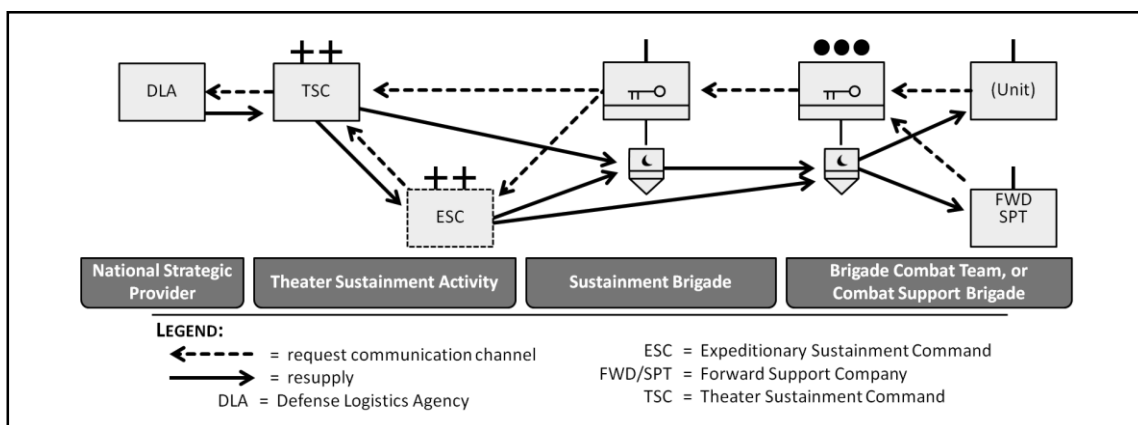 DLA
TSC
ESC
(Unit)
FWD
SPT
National Strategic
Provider
Theater Sustainment Activity
Sustainment Brigade
Brigade Combat Team, or
Combat Support Brigade
LEGEND:
= request communication channel
= resupply
DLA = Defense Logistics Agency
ESC = Expeditionary Sustainment Command
FWD/SPT = Forward Support Company
TSC = Theater Sustainment Command